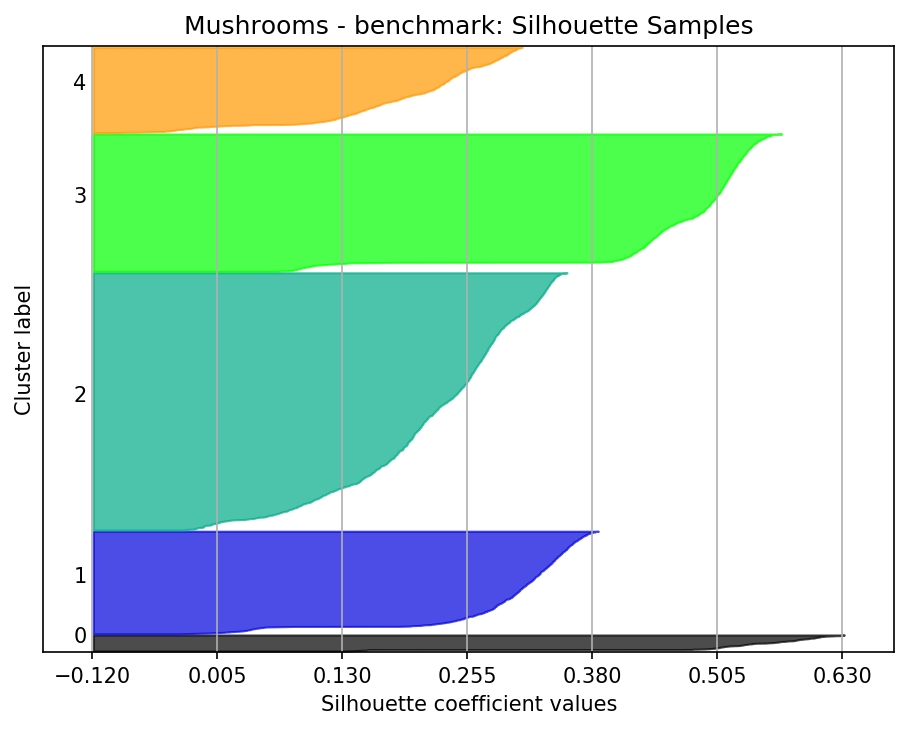 Mushrooms - benchmark: Silhouette Samples
Cluster label
4
3
2
1
0
−0.120 0.005 0.130 0.255 0.380 0.505 0.630
Silhouette coefficient values